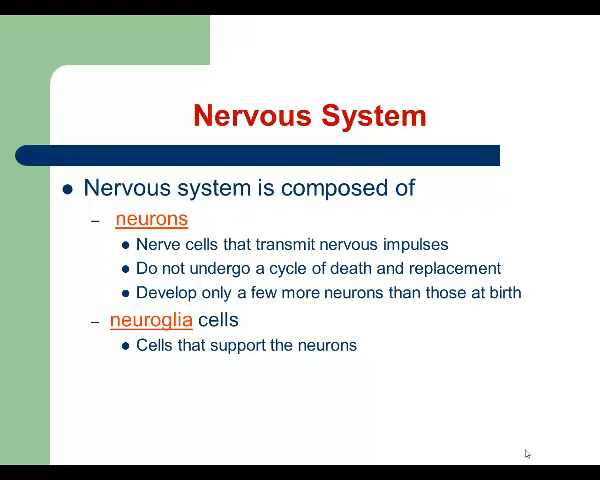 Nervous System
● Nervous system is composed of
– neurons
● Nerve cells that transmit nervous impulses
● Do not undergo a cycle of death and replacement
● Develop only a few more neurons than those at birth
– neuroglia cells
● Cells that support the neurons